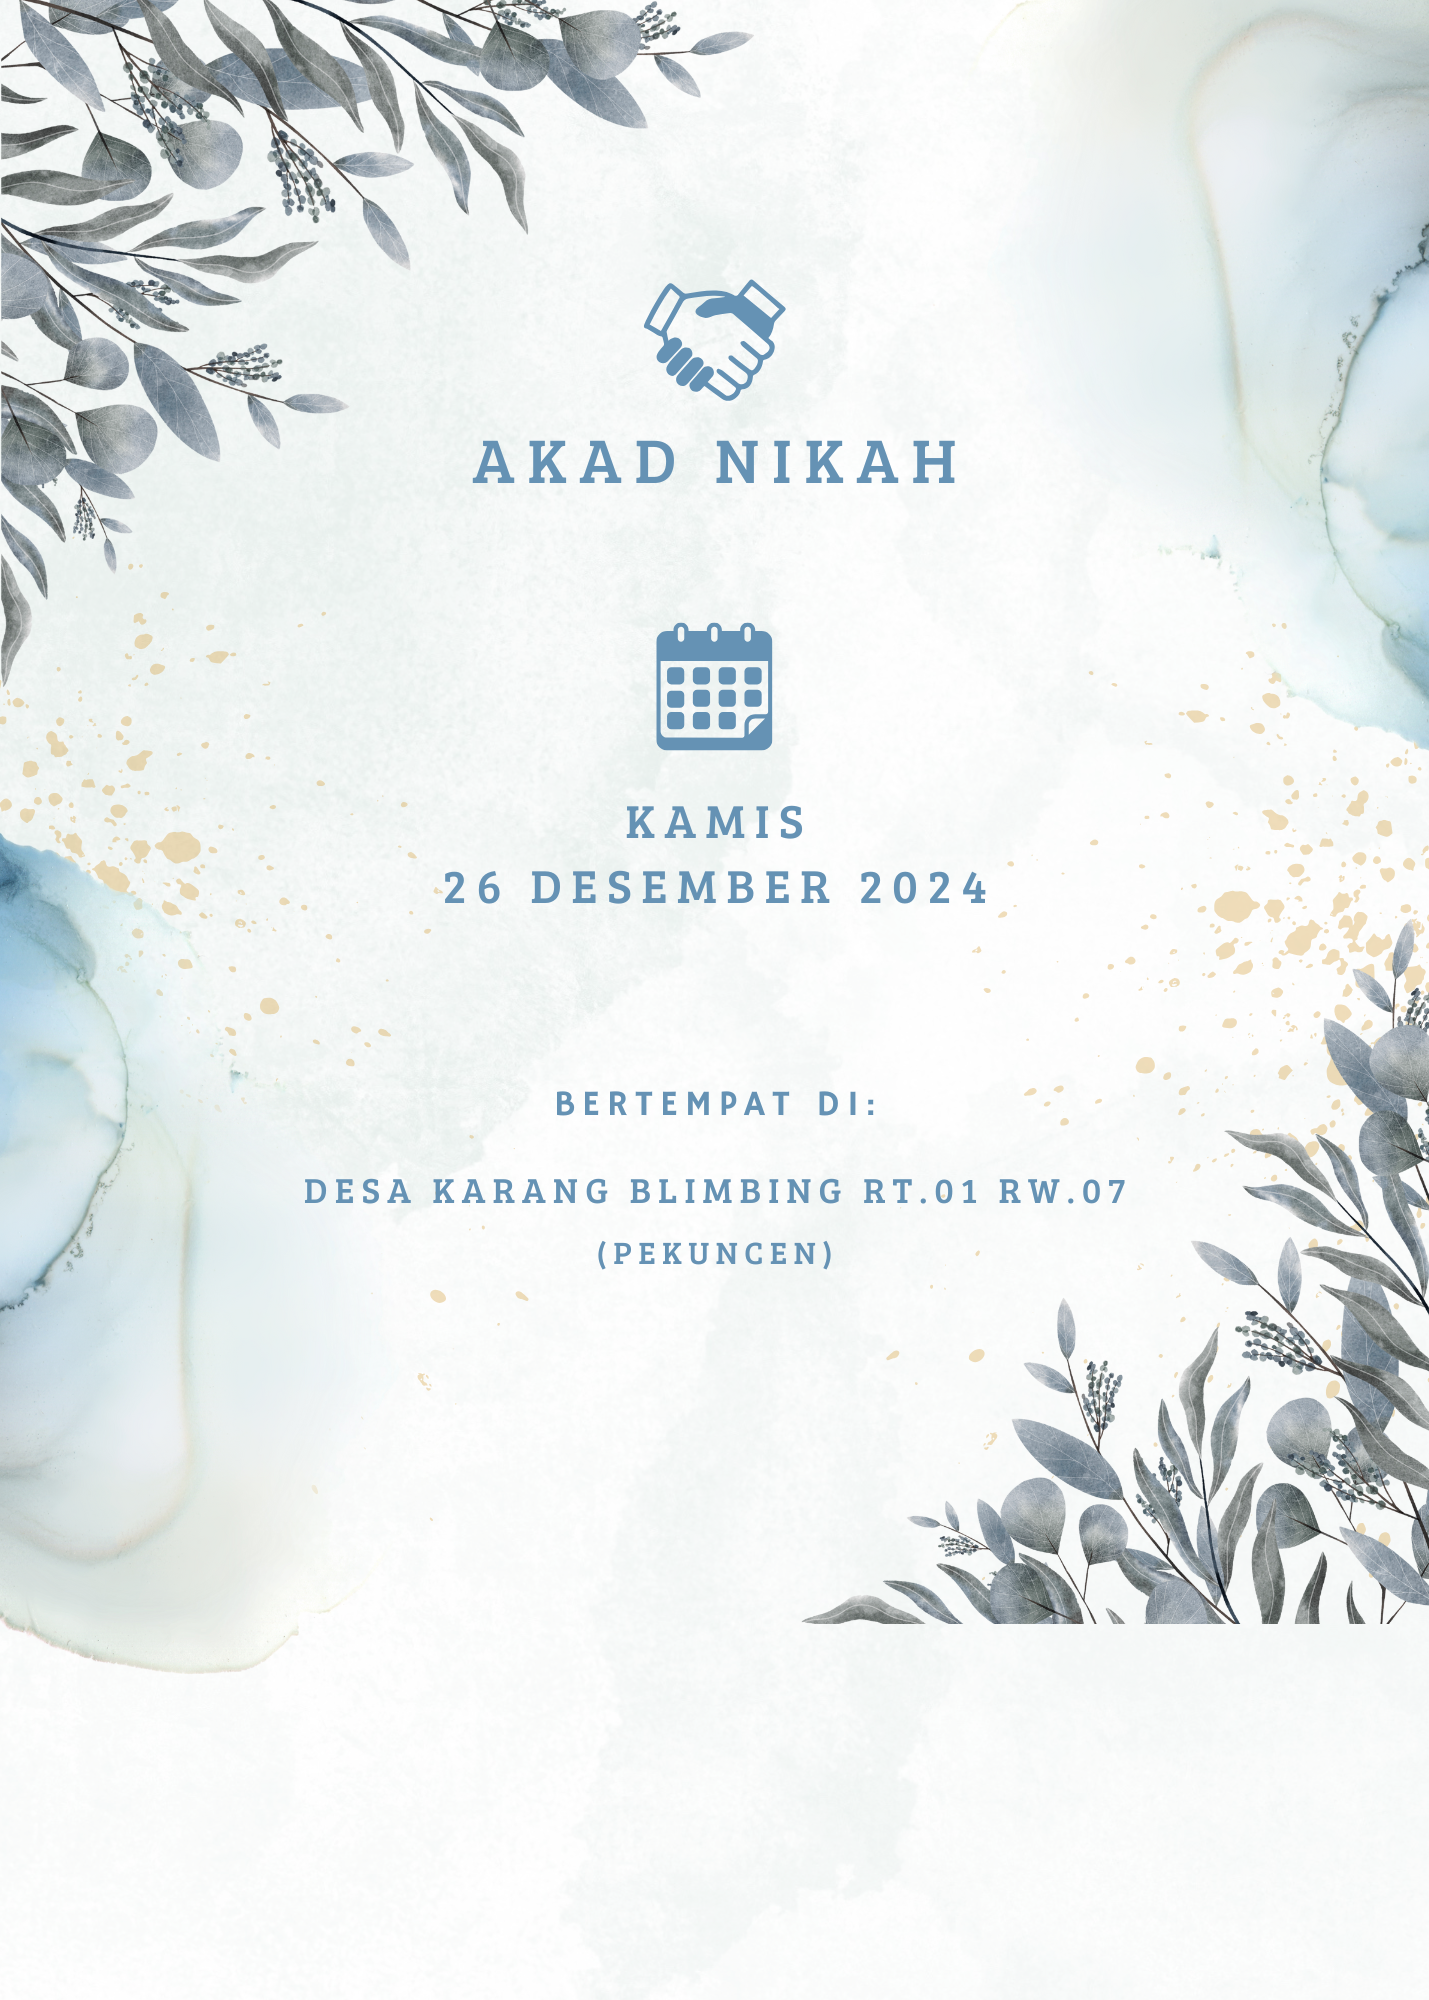 AKAD NIKAH
KAMIS
26 DESEMBER 2024
BERTEMPAT DI:
DESA KARANG BLIMBING RT.01 RW.07
(PEKUNCEN)